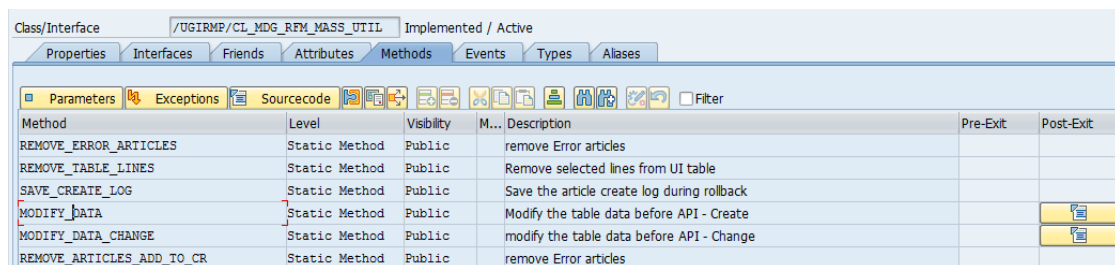 Class/Interface /UGIRMP/CL_MDG_RFM_MASS_UTIL Implemented / Active
Properties Interfaces Friends Attributes Methods Events Types Aliases
Parameters Exceptions Sourcecode Filter
Method Level Visibility M... Description Pre-Exit Post-Exit
REMOVE_ERROR_ARTICLES Static Method Public remove Error articles
REMOVE_TABLE_LINES Static Method Public Remove selected lines from UI table
SAVE_CREATE_LOG Static Method Public Save the article create log during rollback
MODIFY_DATA Static Method Public Modify the table data before API - Create
MODIFY_DATA_CHANGE Static Method Public modify the table data before API - Change
REMOVE_ARTICLES_ADD_TO_CR Static Method Public remove Error articles